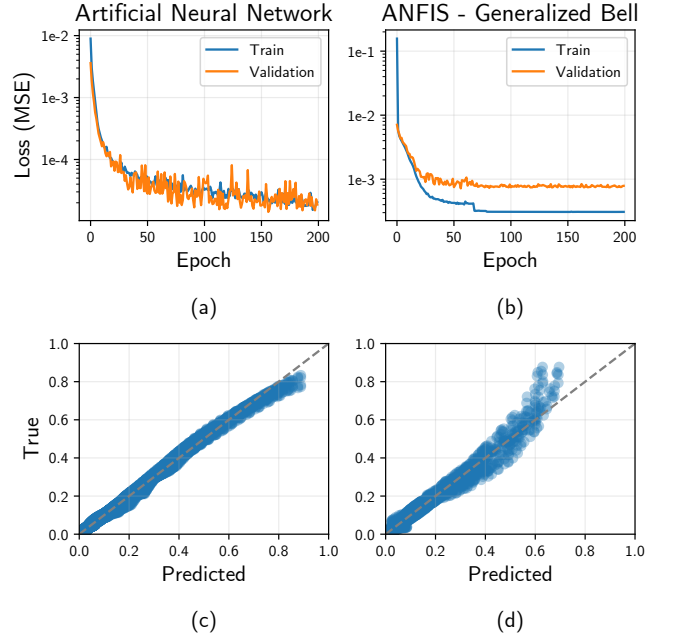 Artificial Neural Network
ANFIS - Generalized Bell
1e-2
1e-3
1e-4
Loss (MSE)
Train
Validation
0
50
100
150
200
Epoch
1e-1
1e-2
1e-3
Train
Validation
0
50
100
150
200
Epoch
(a)
(b)
1.0
0.8
0.6
0.4
0.2
0.0
True
0.0
0.2
0.4
0.6
0.8
1.0
Predicted
1.0
0.8
0.6
0.4
0.2
0.0
0.0
0.2
0.4
0.6
0.8
1.0
Predicted
(c)
(d)